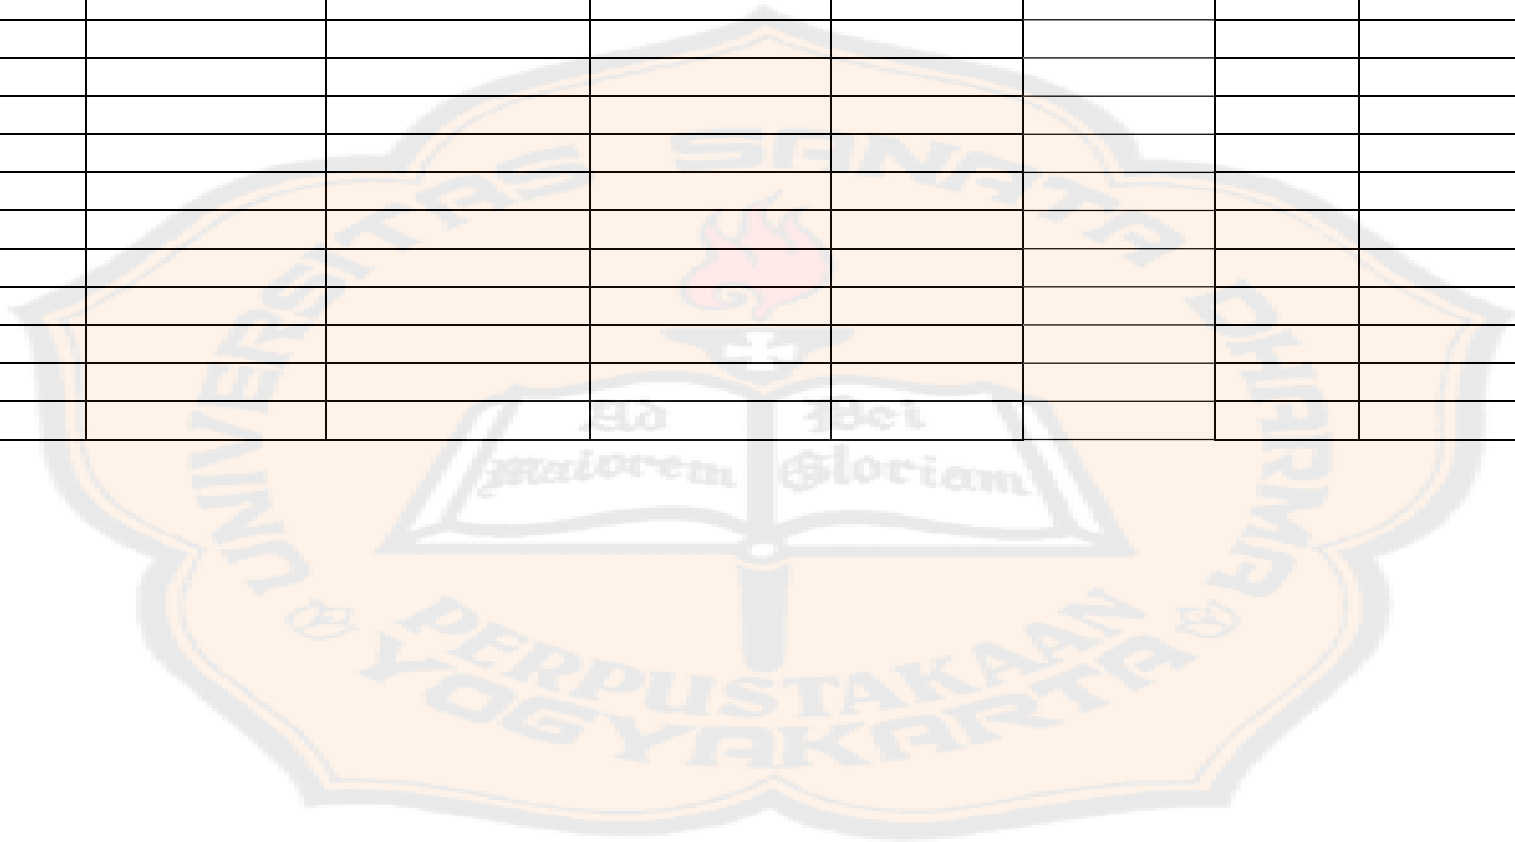 UNIVERSITAS SANATA DHARMA
Ad
Dei
Maiorem
Gloriam
PERPUSTAKAAN
YOGYAKARTA